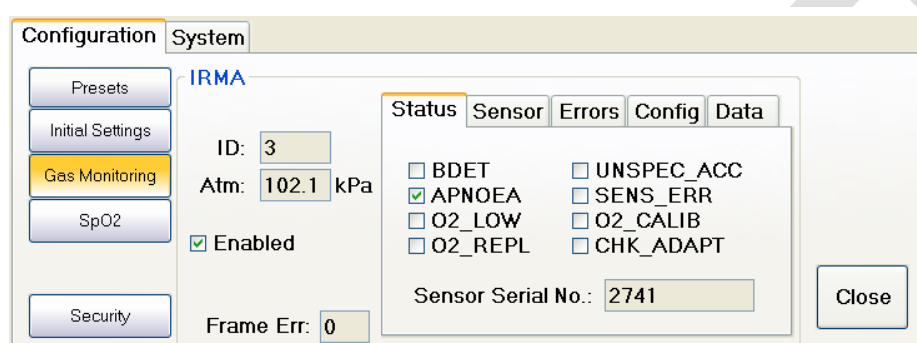 Configuration System
Presets
Initial Settings
Gas Monitoring
SpO2
Security
IRMA
ID: 3
Atm: 102.1 kPa
Enabled
Frame Err: 0
Status Sensor Errors Config Data
BDET UNSPEC_ACC
APNOEA SENS_ERR
O2_LOW O2_CALIB
O2_REPL CHK_ADAPT
Sensor Serial No.: 2741
Close